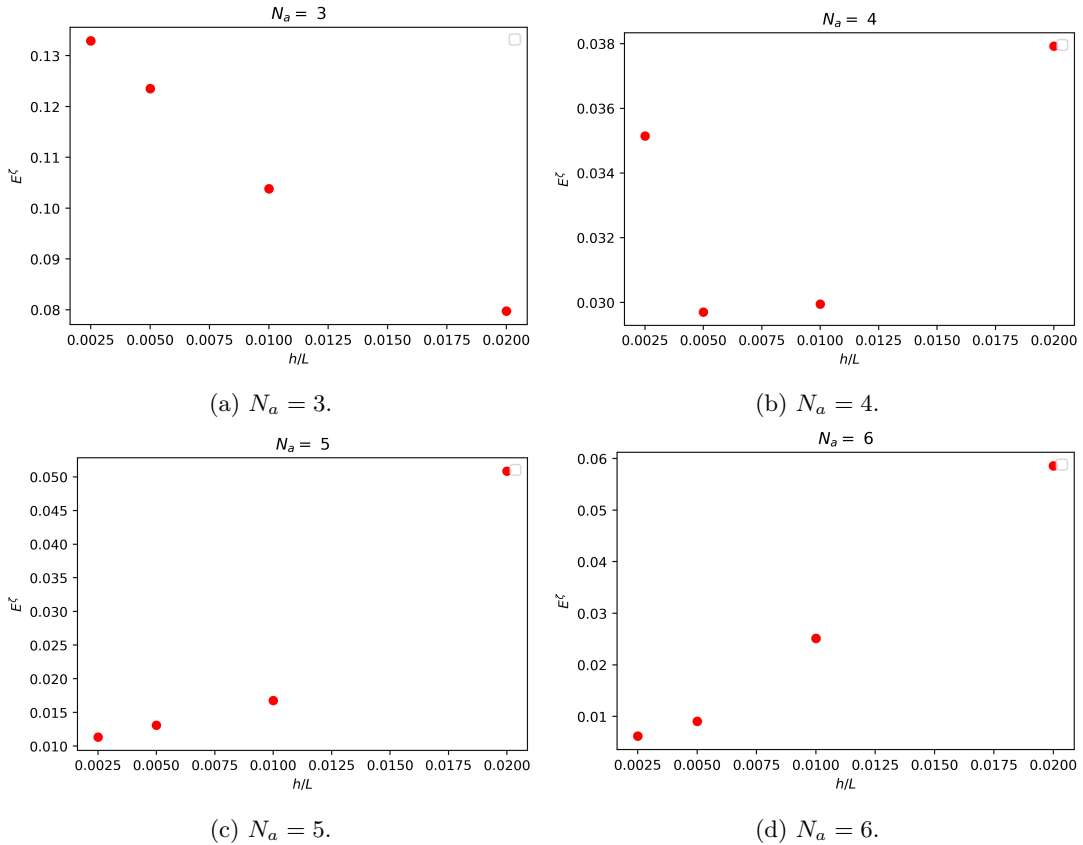 N_a = 3
0.13
0.12
0.11
0.10
0.09
0.08
E^ζ
0.0025 0.0050 0.0075 0.0100 0.0125 0.0150 0.0175 0.0200
h/L
(a) N_a = 3.
N_a = 4
0.038
0.036
0.034
0.032
0.030
E^ζ
0.0025 0.0050 0.0075 0.0100 0.0125 0.0150 0.0175 0.0200
h/L
(b) N_a = 4.
N_a = 5
0.050
0.045
0.040
0.035
0.030
0.025
0.020
0.015
0.010
E^ζ
0.0025 0.0050 0.0075 0.0100 0.0125 0.0150 0.0175 0.0200
h/L
(c) N_a = 5.
N_a = 6
0.06
0.05
0.04
0.03
0.02
0.01
E^ζ
0.0025 0.0050 0.0075 0.0100 0.0125 0.0150 0.0175 0.0200
h/L
(d) N_a = 6.